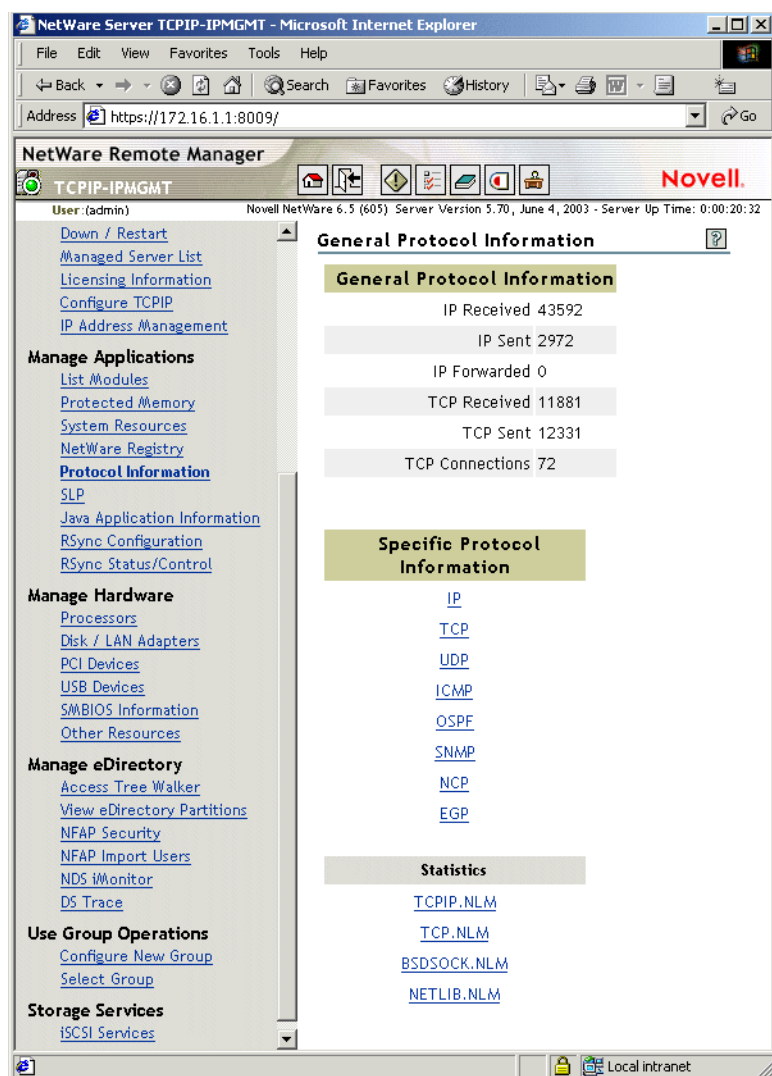 NetWare Server TCPIP-IPMGMT - Microsoft Internet Explorer
File Edit View Favorites Tools Help
Back Search Favorites History
Address https://172.16.1.1:8009/ Go
NetWare Remote Manager
TCPIP-IPMGMT
Novell.
User:(admin) Novell NetWare 6.5 (605) Server Version 5.70, June 4, 2003 - Server Up Time: 0:00:20:32
Down / Restart
Managed Server List
Licensing Information
Configure TCPIP
IP Address Management
Manage Applications
List Modules
Protected Memory
System Resources
NetWare Registry
Protocol Information
SLP
Java Application Information
RSync Configuration
RSync Status/Control
Manage Hardware
Processors
Disk / LAN Adapters
PCI Devices
USB Devices
SMBIOS Information
Other Resources
Manage eDirectory
Access Tree Walker
View eDirectory Partitions
NFAP Security
NFAP Import Users
NDS iMonitor
DS Trace
Use Group Operations
Configure New Group
Select Group
Storage Services
iSCSI Services
General Protocol Information ?
General Protocol Information
IP Received 43592
IP Sent 2972
IP Forwarded 0
TCP Received 11881
TCP Sent 12331
TCP Connections 72
Specific Protocol
Information
IP
TCP
UDP
ICMP
OSPF
SNMP
NCP
EGP
Statistics
TCPIP.NLM
TCP.NLM
BSDSOCK.NLM
NETLIB.NLM
Local intranet